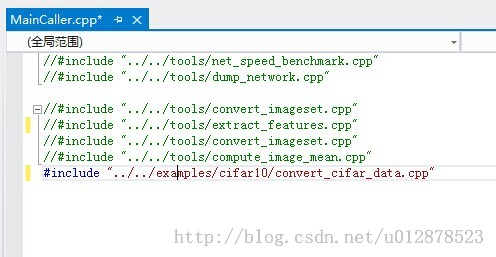 MainCaller.cpp*
(全局范围)
//#include "../../tools/net_speed_benchmark.cpp"
//#include "../../tools/dump_network.cpp"
//#include "../../tools/convert_imageset.cpp"
//#include "../../tools/extract_features.cpp"
//#include "../../tools/convert_imageset.cpp"
//#include "../../tools/compute_image_mean.cpp"
#include "../../examples/cifar10/convert_cifar_data.cpp"
http://blog.csdn.net/u012878523